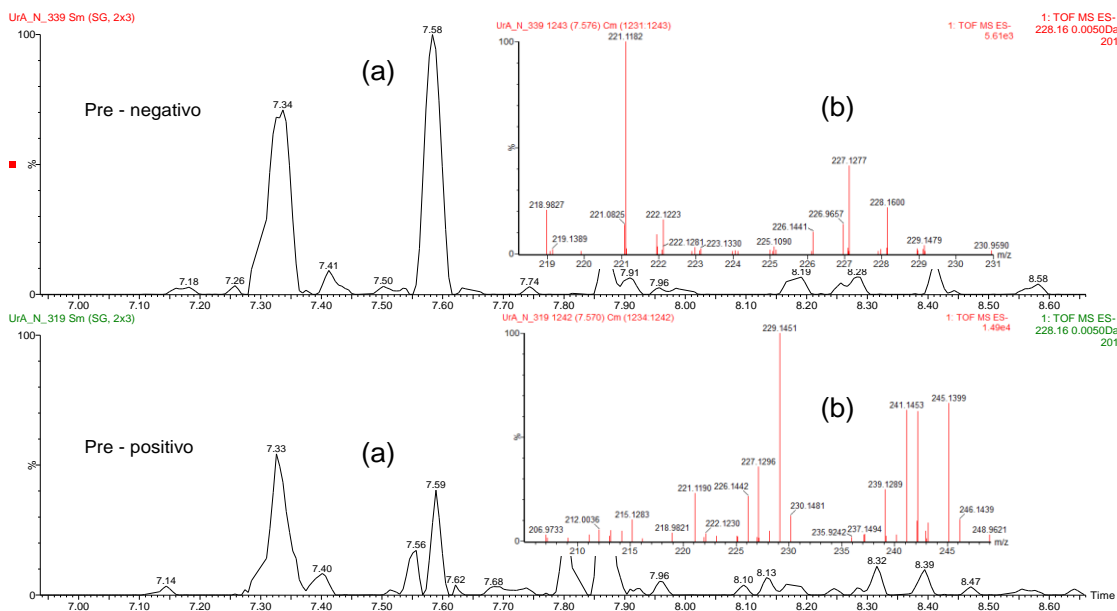 UrA_N_339 Sm (SG, 2x3)
1: TOF MS ES-
228.16 0.0050Da
201
100
%
0
Pre - negativo
(a)
7.18
7.26
7.34
7.41
7.50
7.58
7.74
7.91
7.96
8.19
8.28
8.58
7.00 7.10 7.20 7.30 7.40 7.50 7.60 7.70 7.80 7.90 8.00 8.10 8.20 8.30 8.40 8.50 8.60
UrA_N_339 1243 (7.576) Cm (1231:1243)
1: TOF MS ES-
5.61e3
100
%
0
(b)
221.1182
218.9827
219.1389
221.0825
222.1223
222.1281
223.1330
225.1090
226.1441
226.9657
227.1277
228.1600
229.1479
230.9590
219 220 221 222 223 224 225 226 227 228 229 230 231
m/z
UrA_N_319 Sm (SG, 2x3)
1: TOF MS ES-
228.16 0.0050Da
201
100
%
0
Pre - positivo
(a)
7.14
7.33
7.40
7.56
7.59
7.62
7.68
7.96
8.10
8.13
8.32
8.39
8.47
7.00 7.10 7.20 7.30 7.40 7.50 7.60 7.70 7.80 7.90 8.00 8.10 8.20 8.30 8.40 8.50 8.60
Time
UrA_N_319 1242 (7.570) Cm (1234:1242)
1: TOF MS ES-
1.49e4
100
%
0
(b)
229.1451
206.9733
212.0036
215.1283
218.9821
221.1190
222.1230
226.1442
227.1296
230.1481
235.9242
237.1494
239.1289
241.1453
245.1399
246.1439
248.9621
210 215 220 225 230 235 240 245
m/z